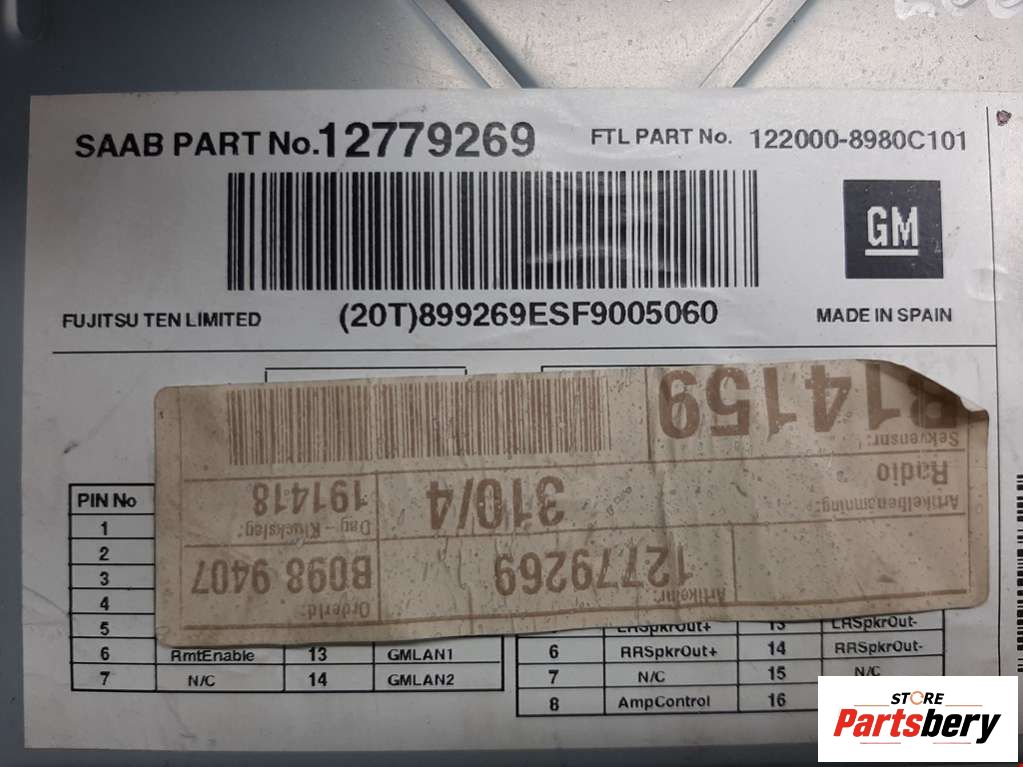 SAAB PART No.12779269
FTL PART No. 122000-8980C101
GM
FUJITSU TEN LIMITED
(20T)899269ESF9005060
MADE IN SPAIN
B14159
Sekvensnr:
Radio
Artikelbenämning:
310/4
191418
Dag - Klockslag:
12779269
Artikelnr:
B098 9407
OrderId:
PIN No
1
2
3
4
5
6 RmtEnable 13 GMLAN1
7 N/C 14 GMLAN2
LRSpkrOut+ 13 LRSpkrOut-
6 RRSpkrOut+ 14 RRSpkrOut-
7 N/C 15 N/C
8 AmpControl 16
STORE
Partsbery